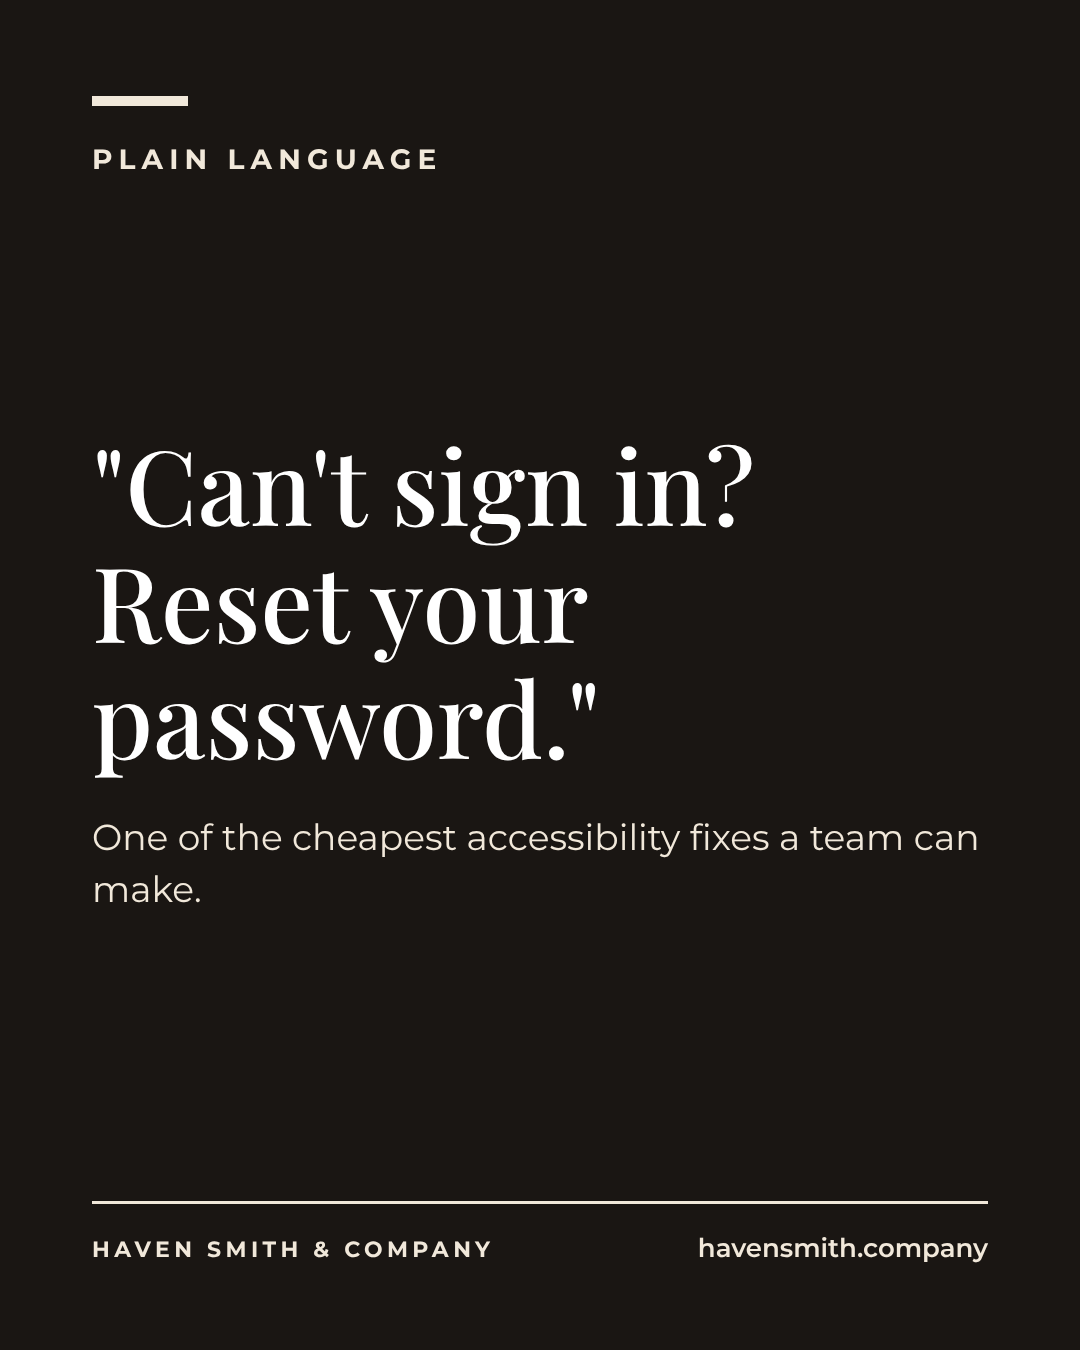 PLAIN LANGUAGE
"Can't sign in?
Reset your
password."
One of the cheapest accessibility fixes a team can
make.
HAVEN SMITH & COMPANY
havensmith.company